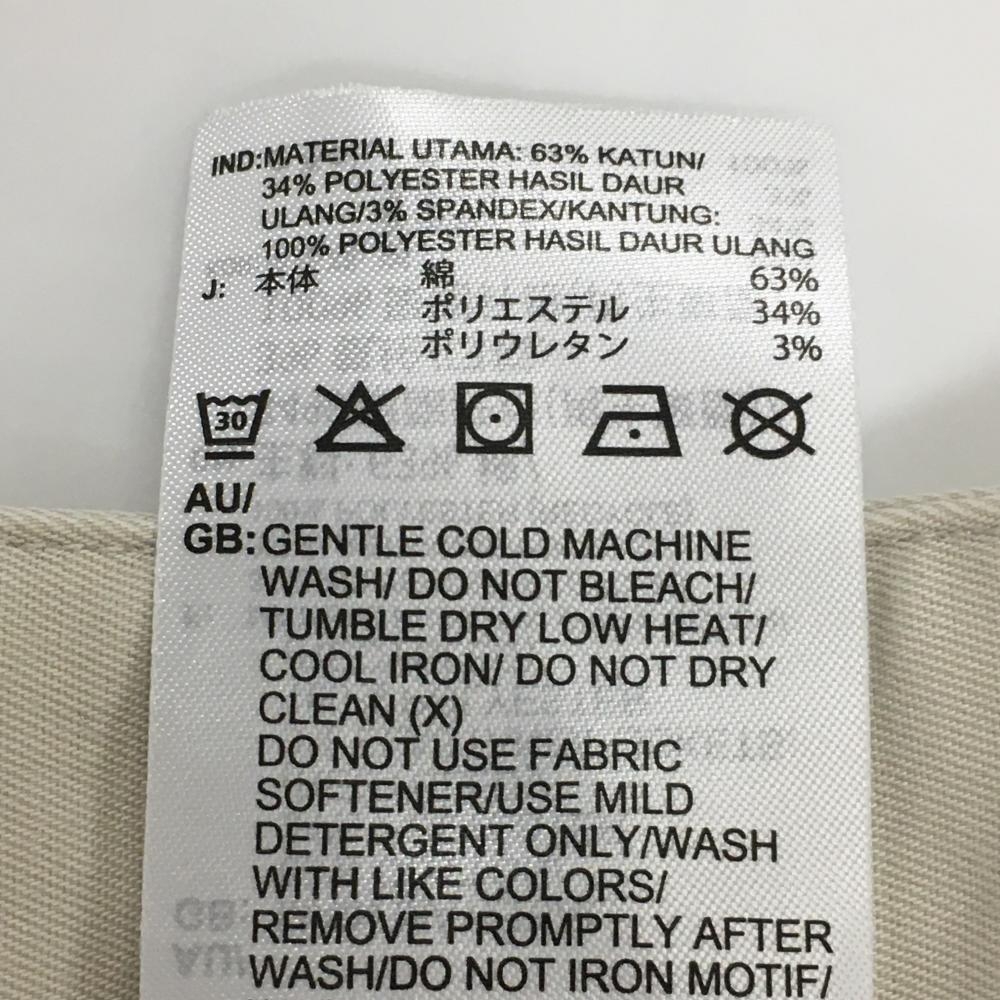 IND:MATERIAL UTAMA: 63% KATUN/
34% POLYESTER HASIL DAUR
ULANG/3% SPANDEX/KANTUNG:
100% POLYESTER HASIL DAUR ULANG
J: 本体 綿 63%
ポリエステル 34%
ポリウレタン 3%
30
AU/
GB:GENTLE COLD MACHINE
WASH/ DO NOT BLEACH/
TUMBLE DRY LOW HEAT/
COOL IRON/ DO NOT DRY
CLEAN (X)
DO NOT USE FABRIC
SOFTENER/USE MILD
DETERGENT ONLY/WASH
WITH LIKE COLORS/
REMOVE PROMPTLY AFTER
WASH/DO NOT IRON MOTIF/